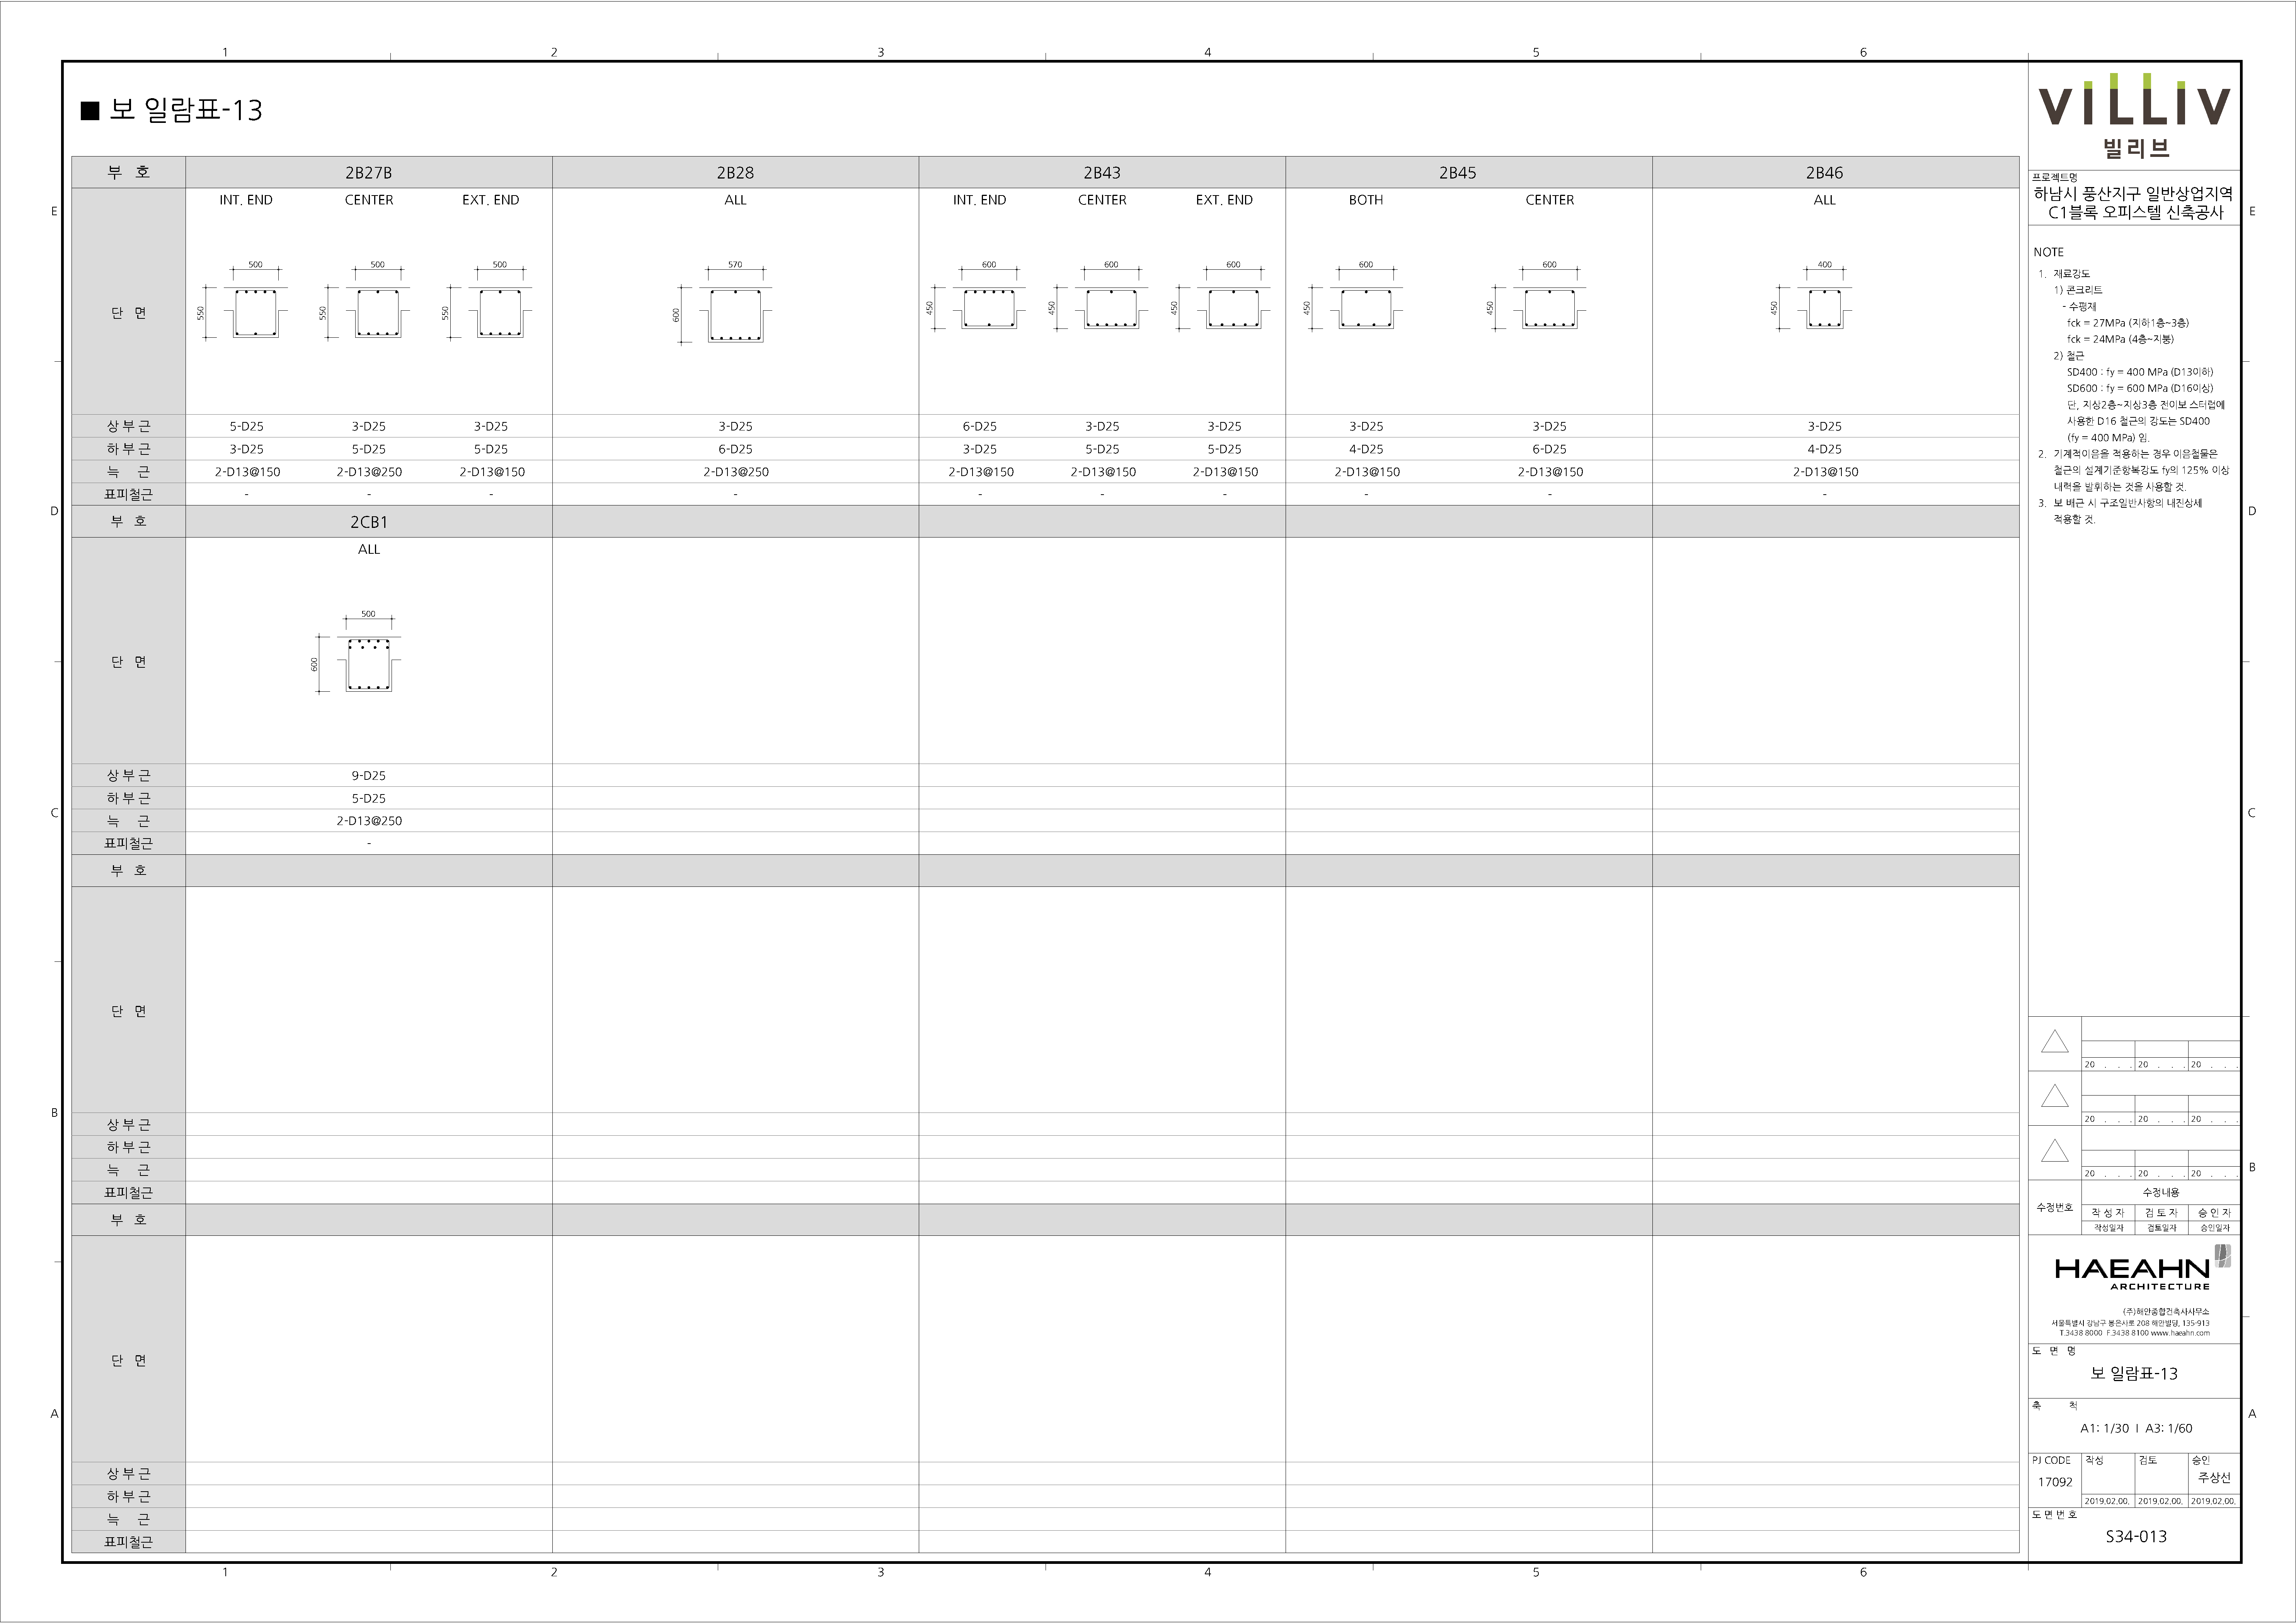 1 2 3 4 5 6
■ 보 일람표-13
부 호 2B27B 2B28 2B43 2B45 2B46
INT. END CENTER EXT. END ALL INT. END CENTER EXT. END BOTH CENTER ALL
500 500 500 570 600 600 600 600 600 400
단 면 550 550 550 600 450 450 450 450 450 450
상 부 근 5-D25 3-D25 3-D25 3-D25 6-D25 3-D25 3-D25 3-D25 3-D25 3-D25
하 부 근 3-D25 5-D25 5-D25 6-D25 3-D25 5-D25 5-D25 4-D25 6-D25 4-D25
늑 근 2-D13@150 2-D13@250 2-D13@150 2-D13@250 2-D13@150 2-D13@150 2-D13@150 2-D13@150 2-D13@150 2-D13@150
표피철근 - - - - - - - - - -
부 호 2CB1
ALL
500
단 면 600
상 부 근 9-D25
하 부 근 5-D25
늑 근 2-D13@250
표피철근 -
부 호
단 면
상 부 근
하 부 근
늑 근
표피철근
부 호
단 면
상 부 근
하 부 근
늑 근
표피철근
E
D
C
B
A
1 2 3 4 5 6
E
D
C
B
A
VILLIV
빌리브
프로젝트명
하남시 풍산지구 일반상업지역
C1블록 오피스텔 신축공사
NOTE
1. 재료강도
1) 콘크리트
- 수평재
fck = 27MPa (지하1층~3층)
fck = 24MPa (4층~지붕)
2) 철근
SD400 : fy = 400 MPa (D13이하)
SD600 : fy = 600 MPa (D16이상)
단, 지상2층~지상3층 전이보 스터럽에
사용한 D16 철근의 강도는 SD400
(fy = 400 MPa) 임.
2. 기계적이음을 적용하는 경우 이음철물은
철근의 설계기준항복강도 fy의 125% 이상
내력을 발휘하는 것을 사용할 것.
3. 보 배근 시 구조일반사항의 내진상세
적용할 것.
20 . . . 20 . . . 20 . . .
20 . . . 20 . . . 20 . . .
20 . . . 20 . . . 20 . . .
수정번호 수정내용
작 성 자 검 토 자 승 인 자
작성일자 검토일자 승인일자
HAEAHN
ARCHITECTURE
(주)해안종합건축사사무소
서울특별시 강남구 봉은사로 208 해안빌딩, 135-913
T.3438 8000 F.3438 8100 www.haeahn.com
도 면 명
보 일람표-13
축 척
A1: 1/30 I A3: 1/60
PJ CODE 작성 검토 승인
17092 주상선
2019.02.00. 2019.02.00. 2019.02.00.
도 면 번 호
S34-013